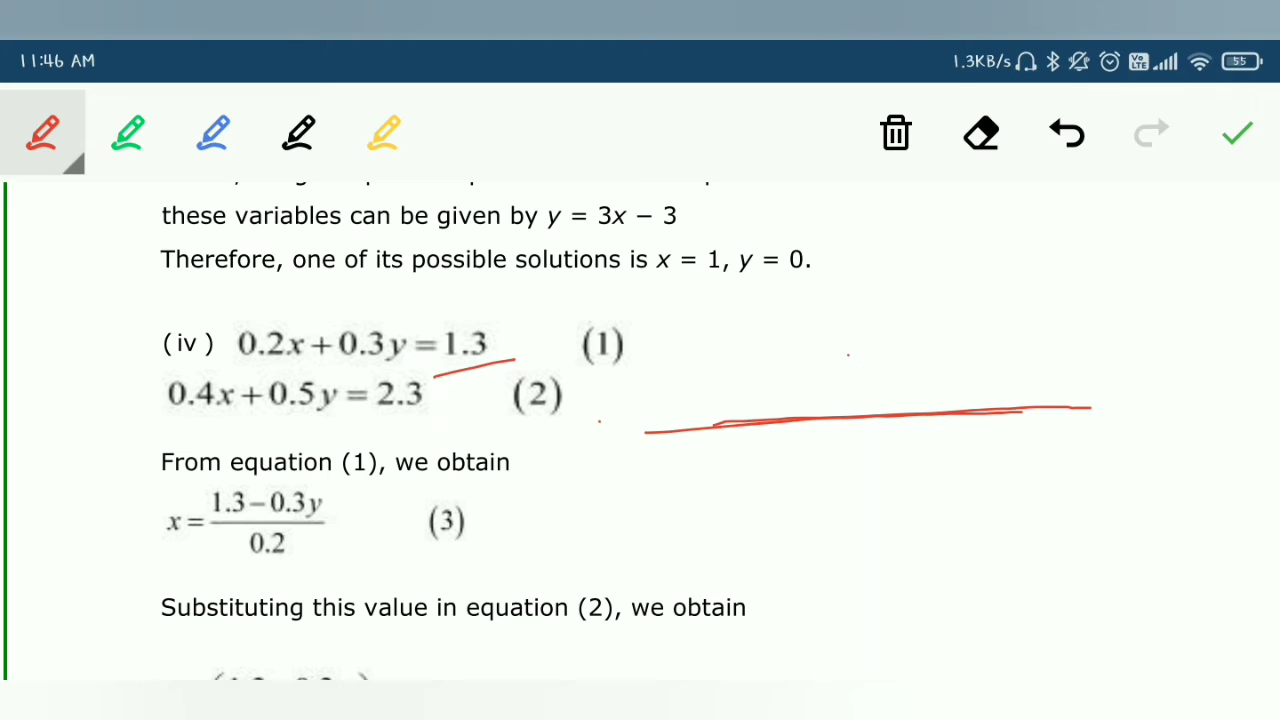 11:46 AM
1.3KB/s Vo LTE 55
these variables can be given by y = 3x − 3
Therefore, one of its possible solutions is x = 1, y = 0.
(iv) 0.2x + 0.3y = 1.3 (1)
0.4x + 0.5y = 2.3 (2)
From equation (1), we obtain
x = (1.3 − 0.3y)/0.2 (3)
Substituting this value in equation (2), we obtain